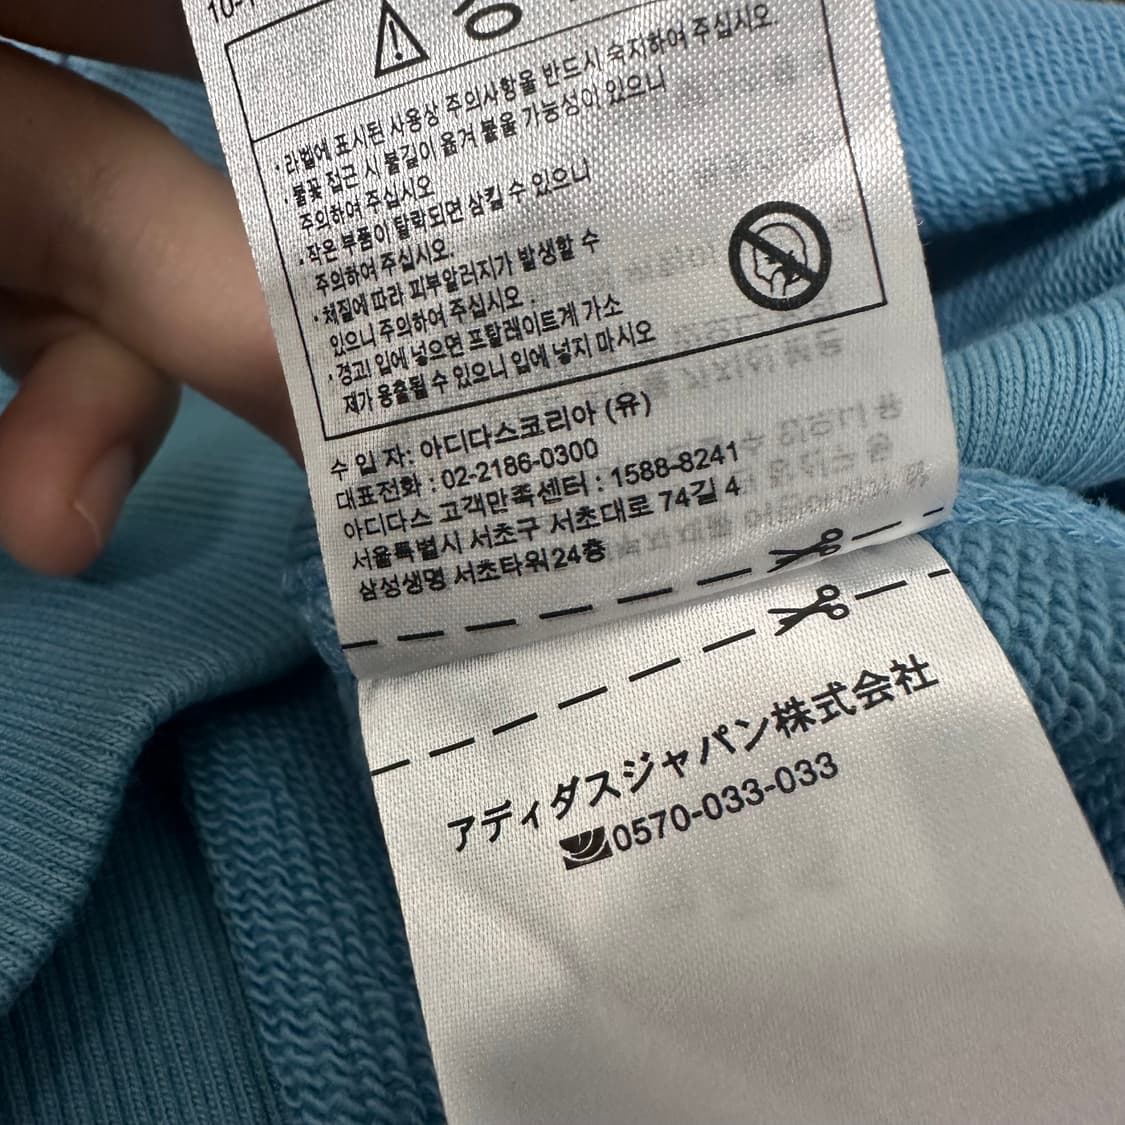 · 라벨에 표시된 사용상 주의사항을 반드시 숙지하여 주십시오.
· 불꽃 접근 시 불길이 옮겨 붙을 가능성이 있으니
주의하여 주십시오
· 작은 부품이 탈락되면 삼킬 수 있으니
주의하여 주십시오.
· 체질에 따라 피부알러지가 발생할 수
있으니 주의하여 주십시오 .
· 경고! 입에 넣으면 프탈레이트계 가소
제가 용출될 수 있으니 입에 넣지 마시오
수 입 자: 아디다스코리아 (유)
대표전화 : 02-2186-0300
아디다스 고객만족센터 : 1588-8241
서울특별시 서초구 서초대로 74길 4
삼성생명 서초타워24층
アディダスジャパン株式会社
0570-033-033